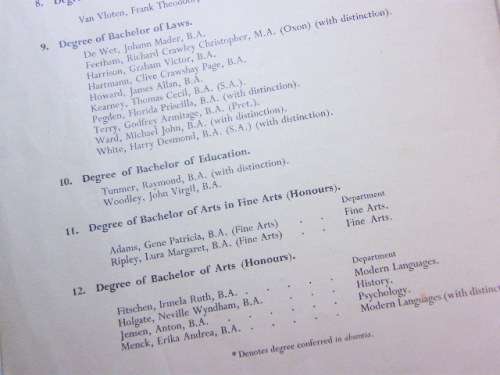 8. Degree
Van Vloten, Frank Theodoor
9. Degree of Bachelor of Laws.
De Wet, Johann Mader, B.A.
Feetham, Richard Crawley Christopher, M.A. (Oxon) (with distinction).
Harrison, Graham Victor, B.A.
Hartmann, Clive Crawshay Page, B.A.
Howard, James Allan, B.A.
Kearney, Thomas Cecil, B.A. (S.A.).
Pegden, Florida Priscilla, B.A. (with distinction).
Terry, Godfrey Armitage, B.A. (Pret.).
Ward, Michael John, B.A. (with distinction).
White, Harry Desmond, B.A. (S.A.) (with distinction).
10. Degree of Bachelor of Education.
Tunmer, Raymond, B.A. (with distinction).
Woodley, John Virgil, B.A.
11. Degree of Bachelor of Arts in Fine Arts (Honours).
Department
Adams, Gene Patricia, B.A. (Fine Arts) . . Fine Arts.
Ripley, Lura Margaret, B.A. (Fine Arts) . . Fine Arts.
12. Degree of Bachelor of Arts (Honours).
Department
Fitschen, Irmela Ruth, B.A. . . . . Modern Languages.
Holgate, Neville Wyndham, B.A. . . . History.
Jensen, Anton, B.A. . . . . . Psychology.
Menck, Erika Andrea, B.A. . . . . Modern Languages (with distinct
* Denotes degree conferred in absentia.